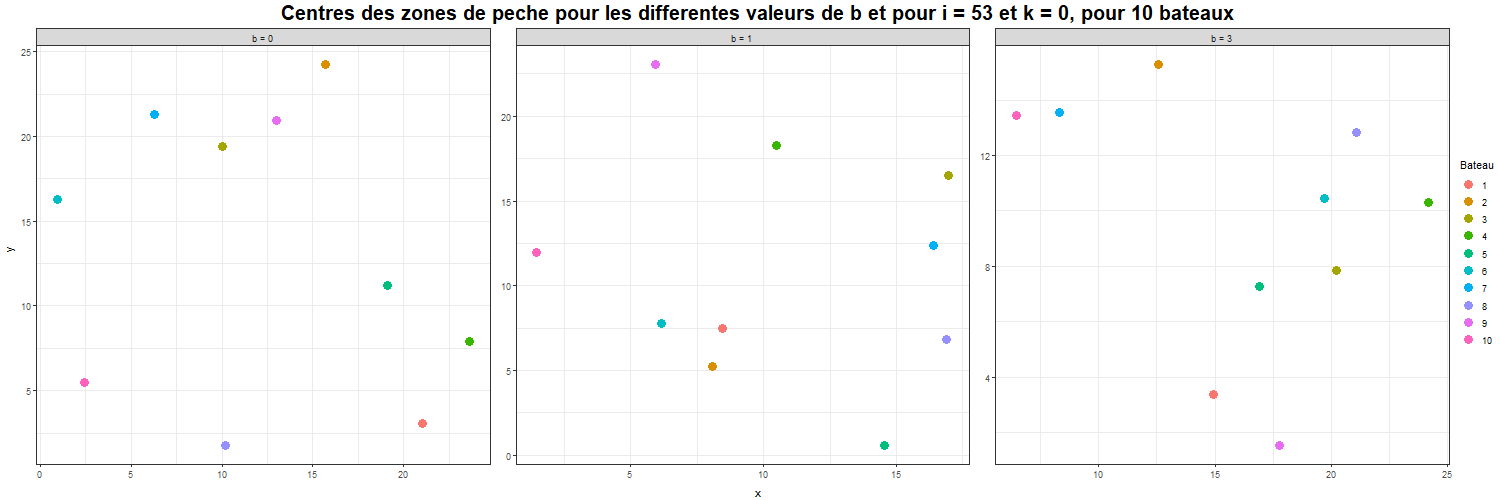 Centres des zones de peche pour les differentes valeurs de b et pour i = 53 et k = 0, pour 10 bateaux
b = 0
b = 1
b = 3
y
25
20
15
10
5
0 5 10 15 20
20
15
10
5
0
5 10 15
12
8
4
10 15 20 25
x
Bateau
1
2
3
4
5
6
7
8
9
10